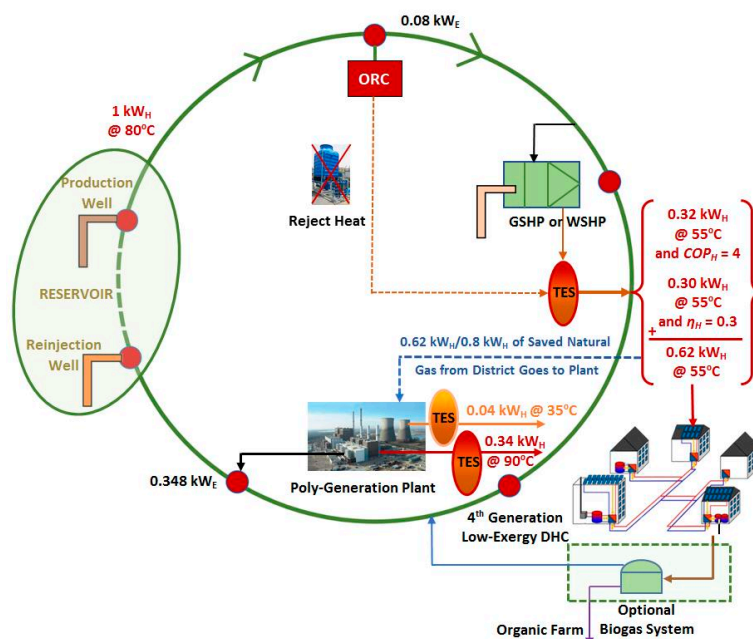 0.08 kWE
ORC
1 kWH
@ 80°C
Production
Well
RESERVOIR
Reinjection
Well
Reject Heat
GSHP or WSHP
TES
0.32 kWH
@ 55°C
and COPH = 4
0.30 kWH
@ 55°C
+ and ηH = 0.3
0.62 kWH
@ 55°C
0.62 kWH/0.8 kWH of Saved Natural
Gas from District Goes to Plant
TES
0.04 kWH @ 35°C
TES
0.34 kWH
@ 90°C
Poly-Generation Plant
0.348 kWE
4th Generation
Low-Exergy DHC
Optional
Biogas System
Organic Farm